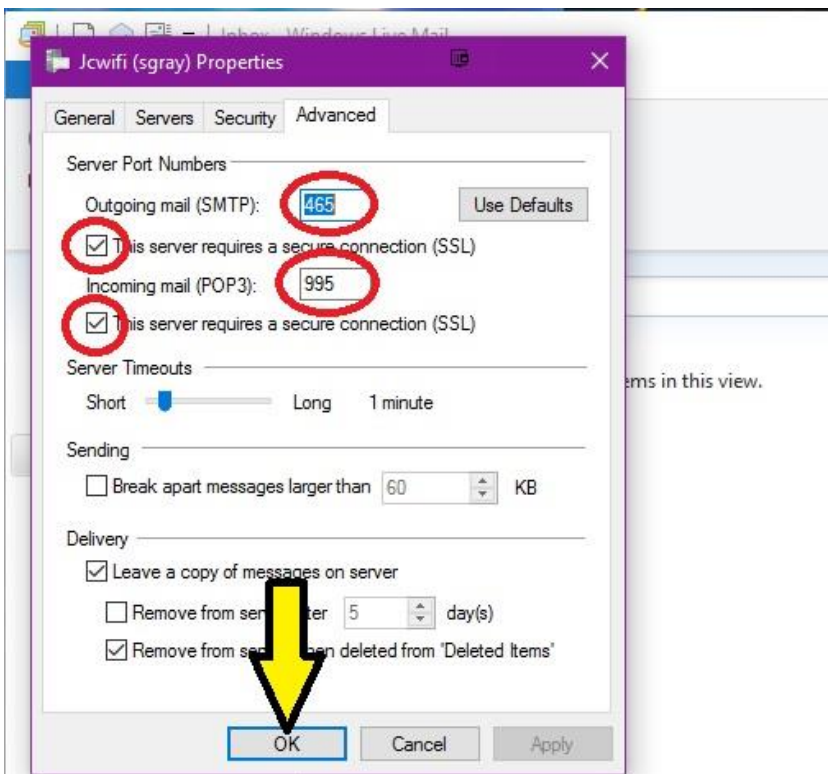 Inbox - Windows Live Mail
Jcwifi (sgray) Properties
General Servers Security Advanced
Server Port Numbers
Outgoing mail (SMTP): 465 Use Defaults
This server requires a secure connection (SSL)
Incoming mail (POP3): 995
This server requires a secure connection (SSL)
Server Timeouts
ems in this view.
Short Long 1 minute
Sending
Break apart messages larger than 60 KB
Delivery
Leave a copy of messages on server
Remove from ser ter 5 day(s)
Remove from ser hen deleted from 'Deleted Items'
OK Cancel Apply